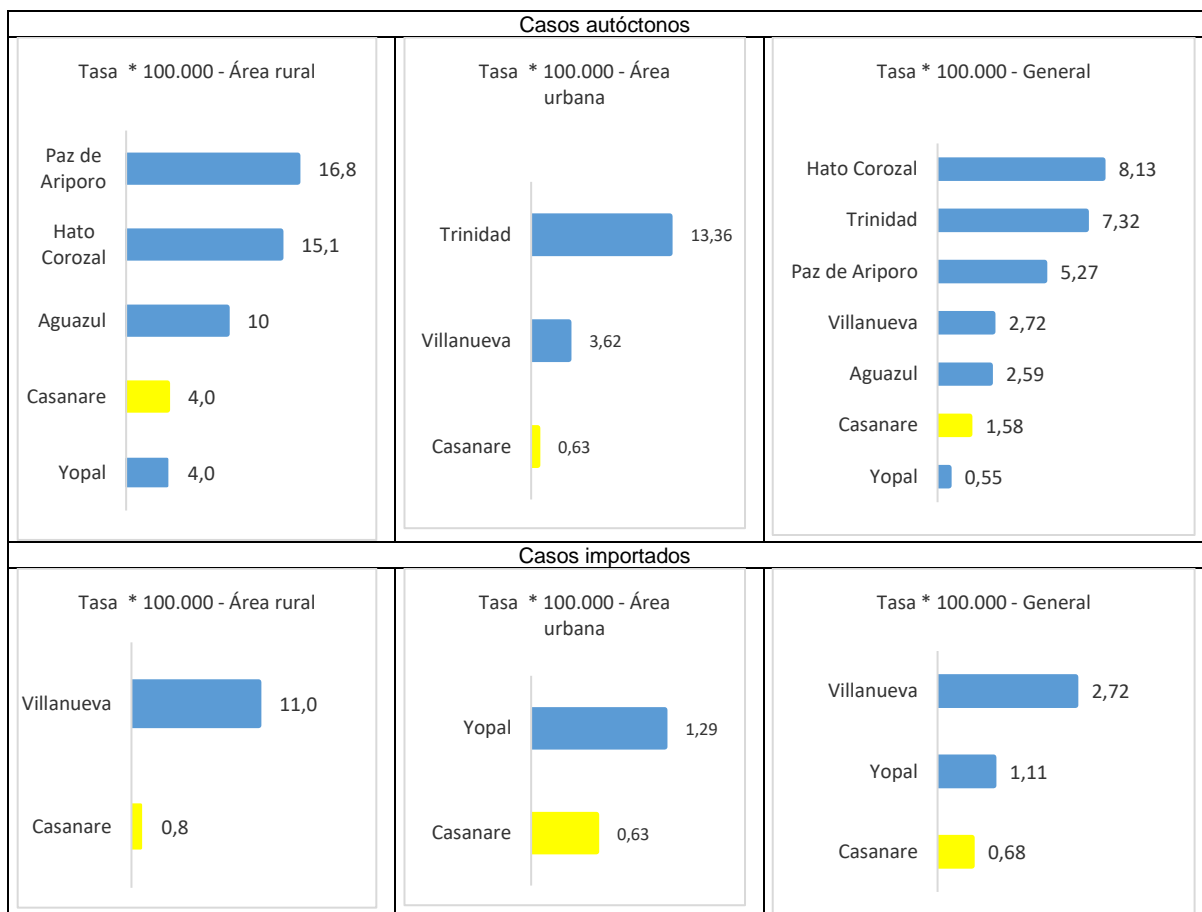 Casos autóctonos
Tasa * 100.000 - Área rural
Paz de
Ariporo
16,8
Hato
Corozal
15,1
Aguazul
10
Casanare
4,0
Yopal
4,0
Tasa * 100.000 - Área
urbana
Trinidad
13,36
Villanueva
3,62
Casanare
0,63
Tasa * 100.000 - General
Hato Corozal
8,13
Trinidad
7,32
Paz de Ariporo
5,27
Villanueva
2,72
Aguazul
2,59
Casanare
1,58
Yopal
0,55
Casos importados
Tasa * 100.000 - Área rural
Villanueva
11,0
Casanare
0,8
Tasa * 100.000 - Área
urbana
Yopal
1,29
Casanare
0,63
Tasa * 100.000 - General
Villanueva
2,72
Yopal
1,11
Casanare
0,68